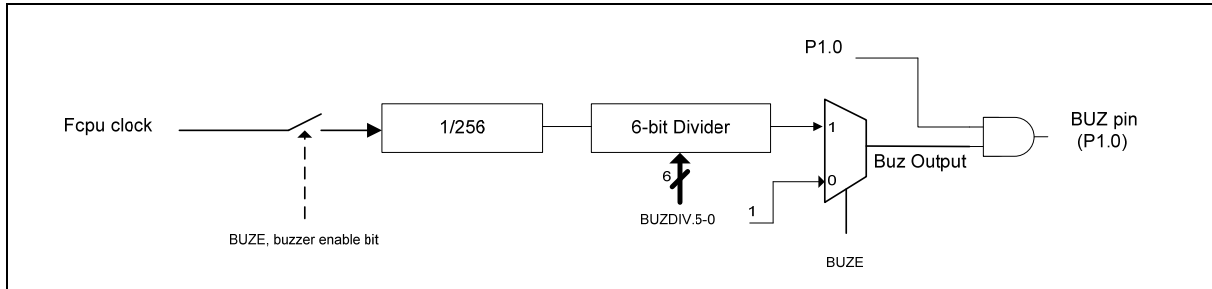 P1.0
Fcpu clock
1/256
6-bit Divider
1
BUZ pin
(P1.0)
Buz Output
6
0
BUZDIV.5-0
1
BUZE, buzzer enable bit
BUZE